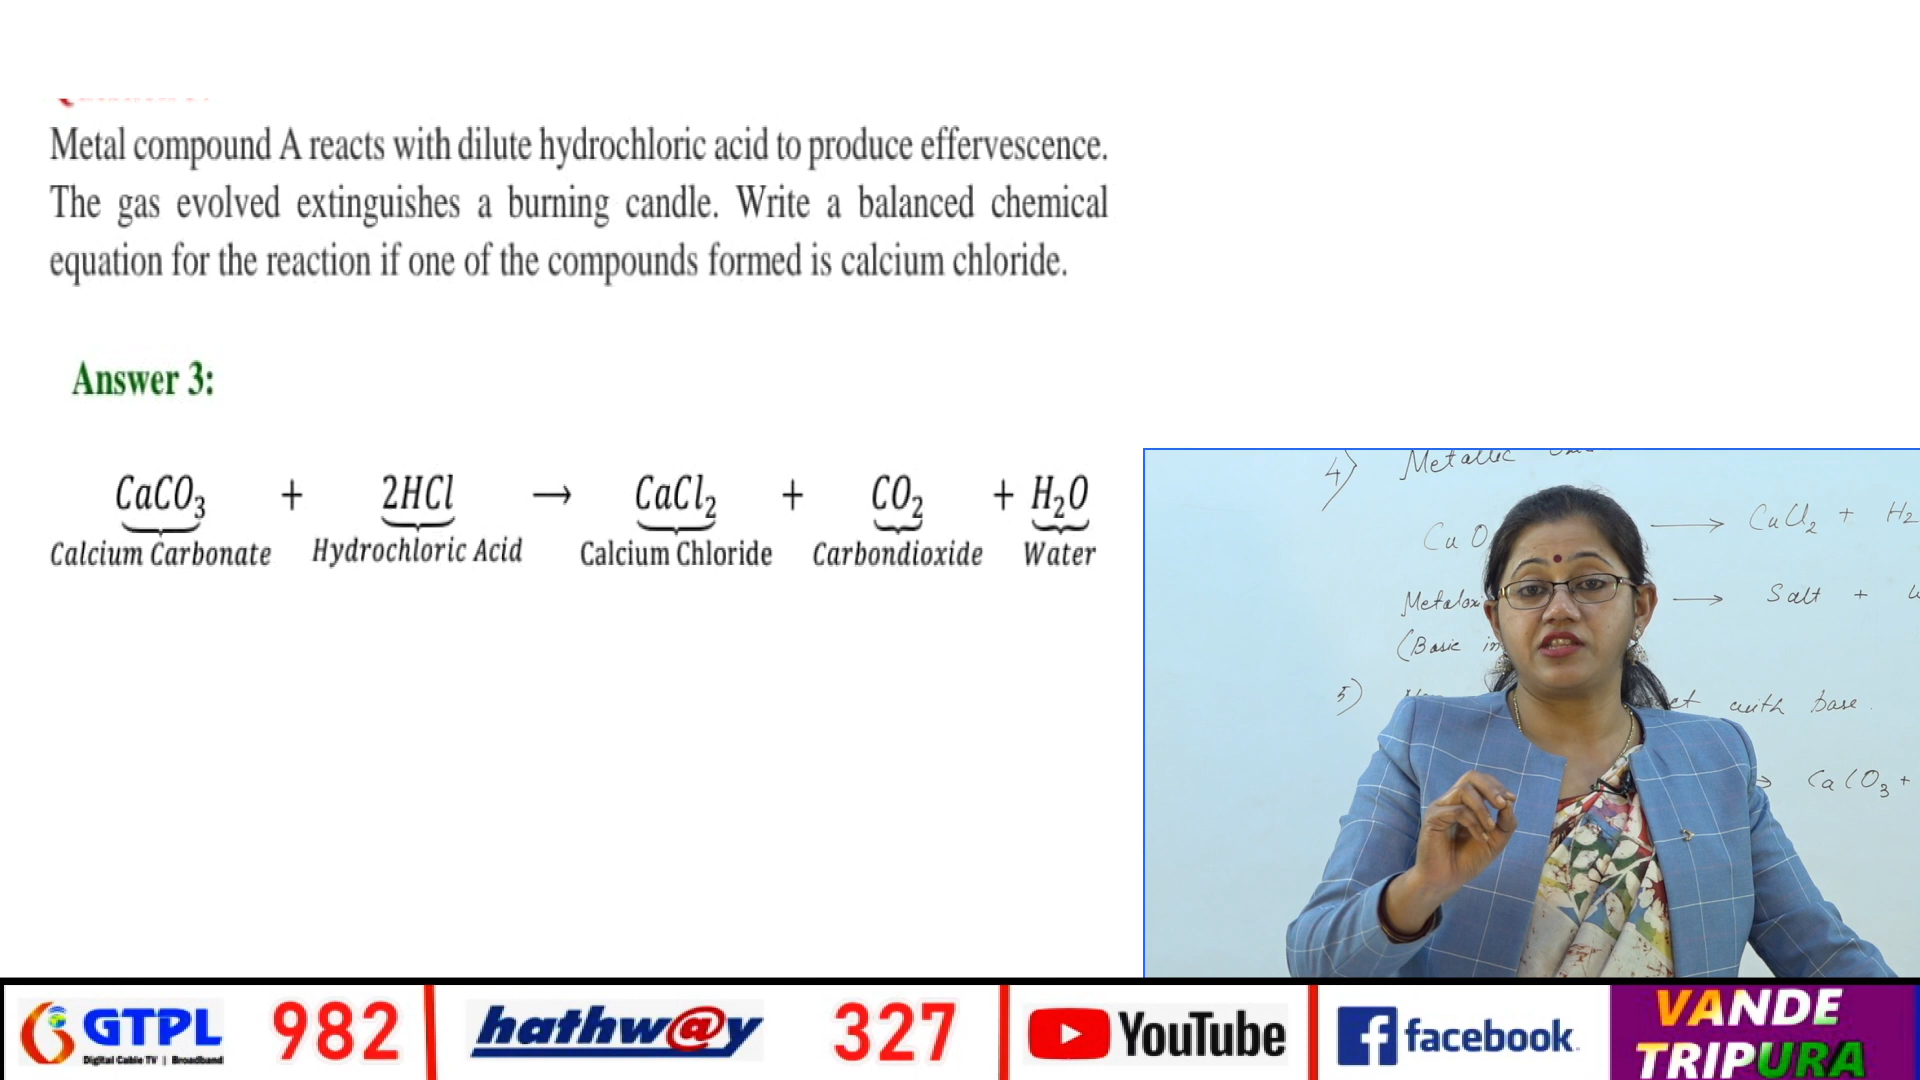 Metal compound A reacts with dilute hydrochloric acid to produce effervescence.
The gas evolved extinguishes a burning candle. Write a balanced chemical
equation for the reaction if one of the compounds formed is calcium chloride.
Answer 3:
CaCO₃ + 2HCl → CaCl₂ + CO₂ + H₂O
Calcium Carbonate Hydrochloric Acid Calcium Chloride Carbondioxide Water
4) Metallic
CuO → CuCl₂ + H₂
→ Salt +
(Basic in
5) with base.
→ CaCO₃ +
GTPL
Digital Cable TV | Broadband
982
hathw@y
327
YouTube
facebook
VANDE
TRIPURA